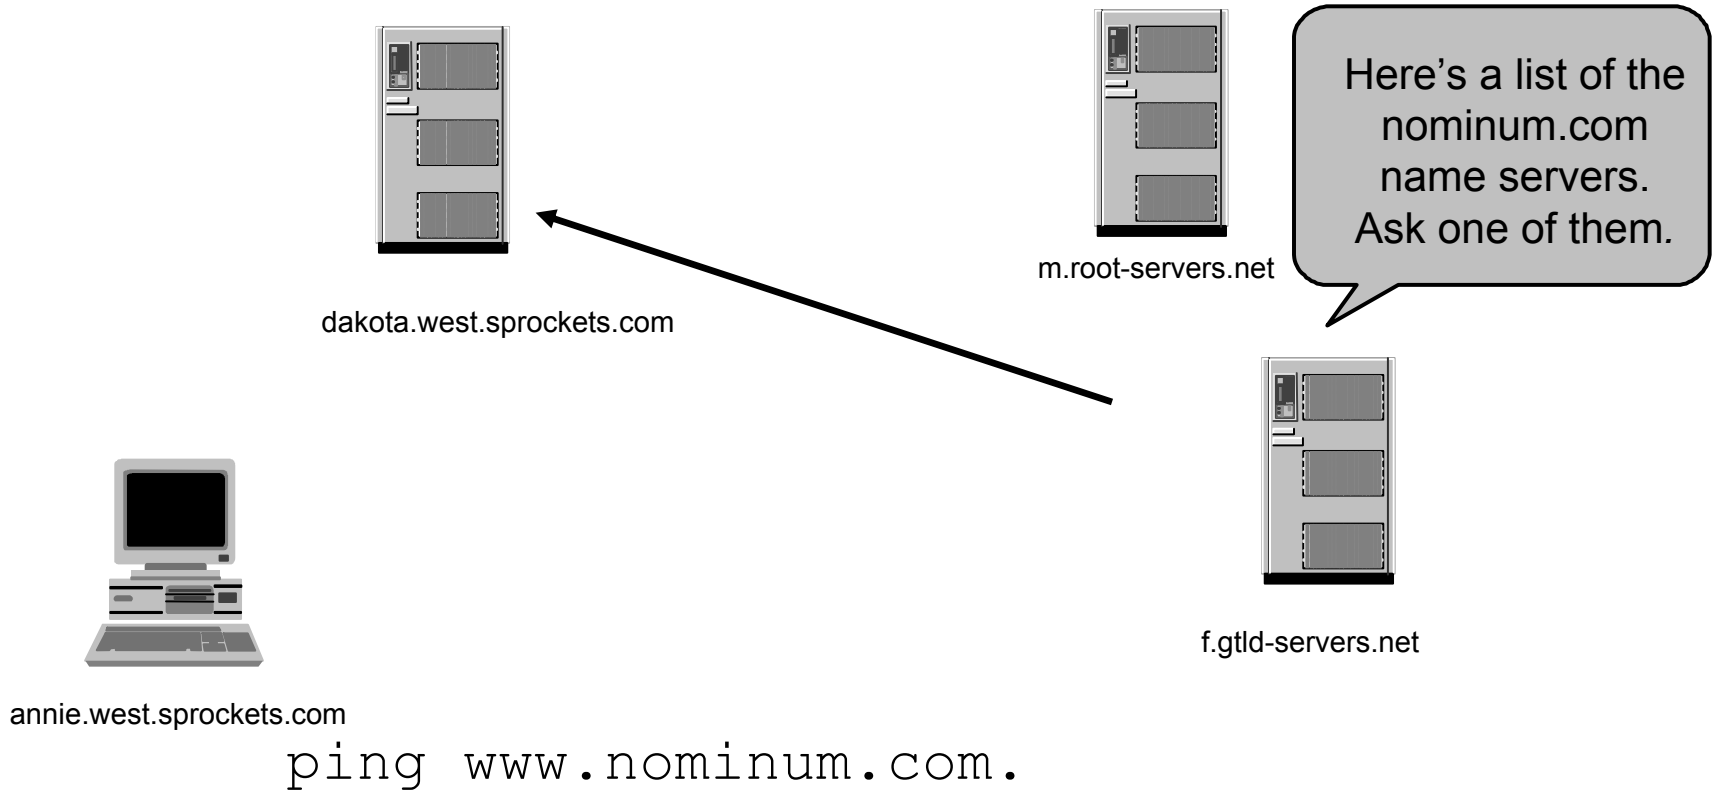 Here’s a list of the
nominum.com
name servers.
Ask one of them.
m.root-servers.net
dakota.west.sprockets.com
f.gtld-servers.net
annie.west.sprockets.com
ping www.nominum.com.